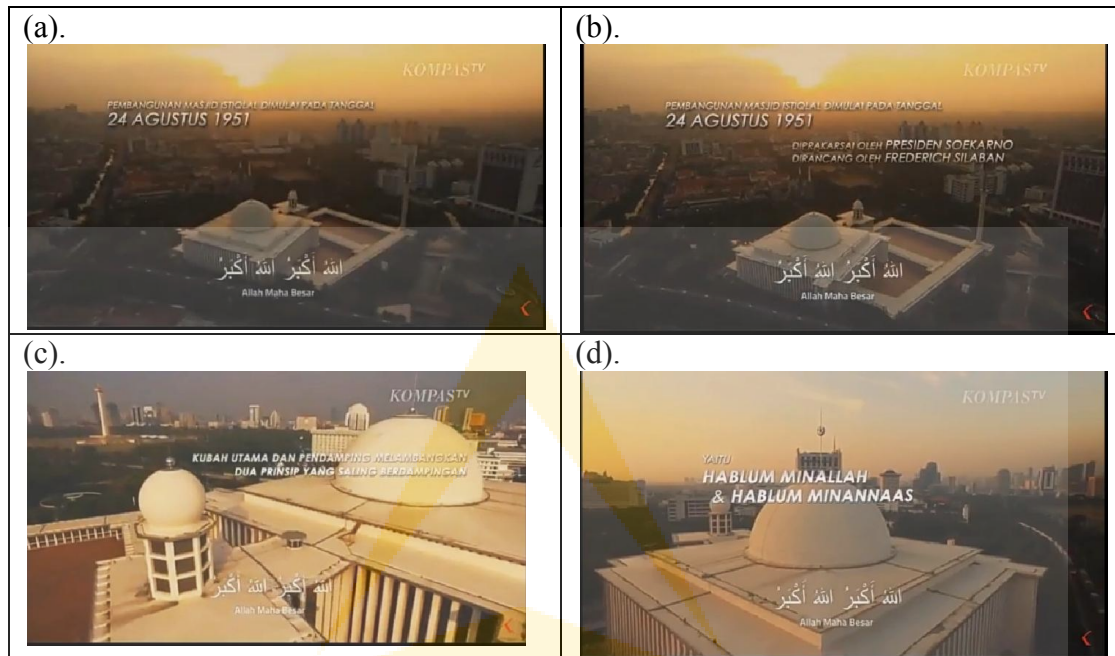 (a).
KOMPASTV
PEMBANGUNAN MASJID ISTIQLAL DIMULAI PADA TANGGAL
24 AGUSTUS 1951
اللهُ أَكْبَرُ اللهُ أَكْبَرُ
Allah Maha Besar
(b).
KOMPASTV
PEMBANGUNAN MASJID ISTIQLAL DIMULAI PADA TANGGAL
24 AGUSTUS 1951
DIPRAKARSAI OLEH PRESIDEN SOEKARNO
DIRANCANG OLEH FREDERICH SILABAN
اللهُ أَكْبَرُ اللهُ أَكْبَرُ
Allah Maha Besar
(c).
KOMPASTV
KUBAH UTAMA DAN PENDAMPING MELAMBANGKAN
DUA PRINSIP YANG SALING BERDAMPINGAN
اللهُ أَكْبَرُ اللهُ أَكْبَرُ
Allah Maha Besar
(d).
KOMPASTV
YAITU
HABLUM MINALLAH
& HABLUM MINANNAAS
اللهُ أَكْبَرُ اللهُ أَكْبَرُ
Allah Maha Besar